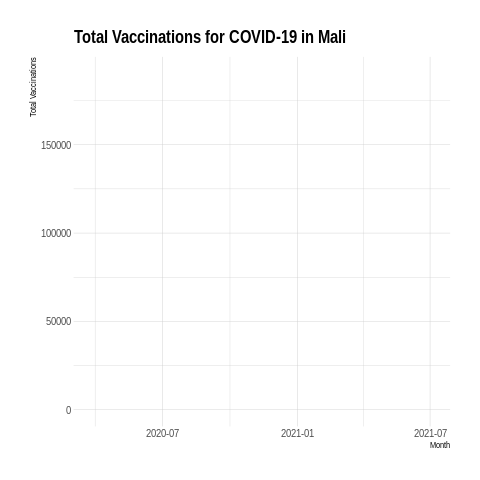 Total Vaccinations for COVID-19 in Mali
Total Vaccinations
150000
100000
50000
0
2020-07 2021-01 2021-07
Month